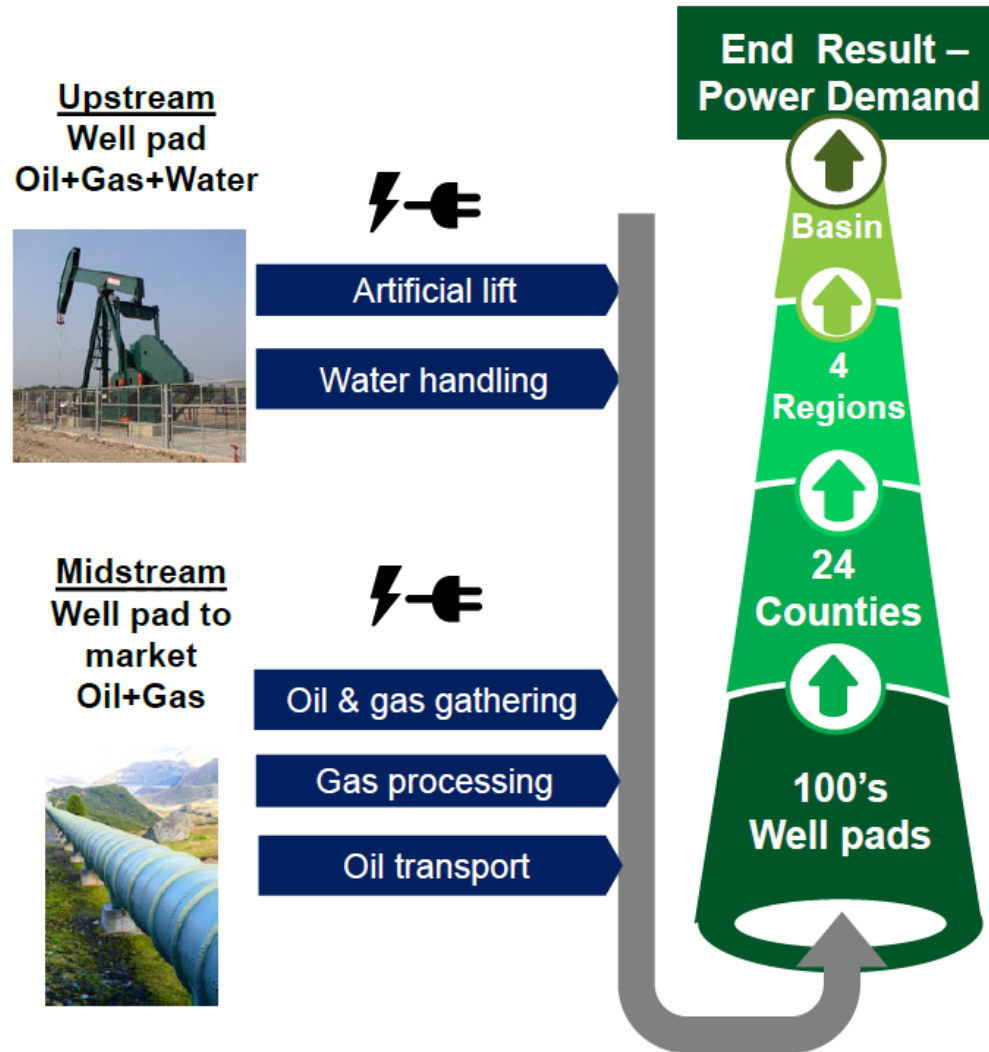 Upstream
Well pad
Oil+Gas+Water
Artificial lift
Water handling
Midstream
Well pad to
market
Oil+Gas
Oil & gas gathering
Gas processing
Oil transport
End Result –
Power Demand
Basin
4
Regions
24
Counties
100's
Well pads